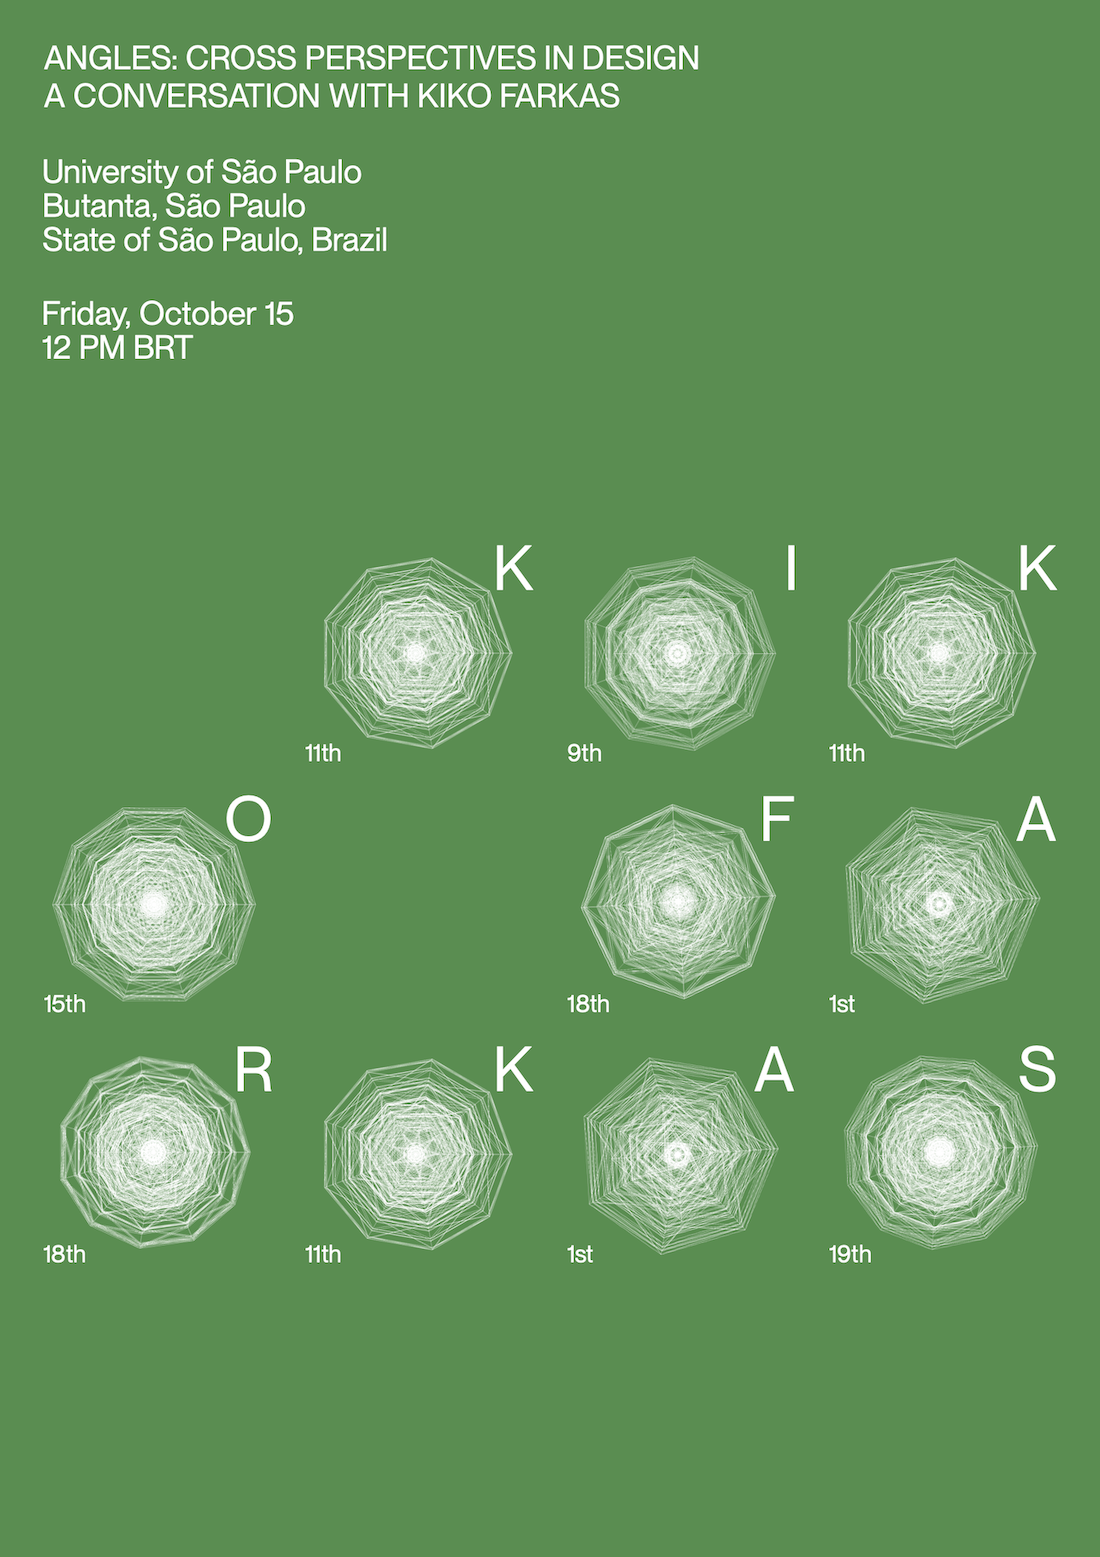 ANGLES: CROSS PERSPECTIVES IN DESIGN
A CONVERSATION WITH KIKO FARKAS
University of São Paulo
Butanta, São Paulo
State of São Paulo, Brazil
Friday, October 15
12 PM BRT
K I K
11th 9th 11th
O F A
15th 18th 1st
R K A S
18th 11th 1st 19th